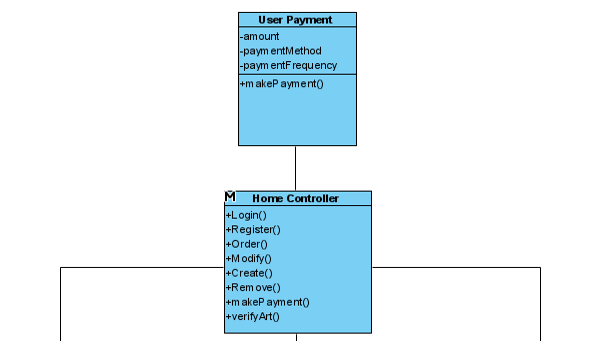 User Payment
-amount
-paymentMethod
-paymentFrequency
+makePayment()
M
Home Controller
+Login()
+Register()
+Order()
+Modify()
+Create()
+Remove()
+makePayment()
+verifyArt()